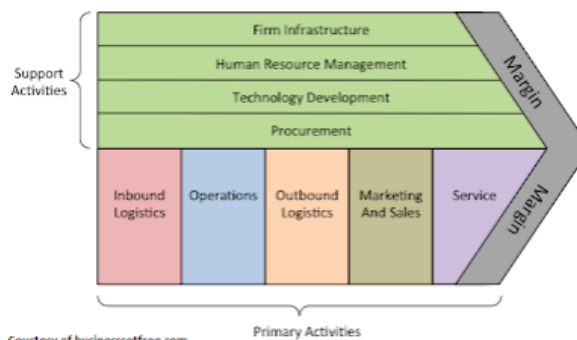 Firm Infrastructure
Human Resource Management
Support
Activities
Technology Development
Procurement
Margin
Inbound
Logistics
Operations
Outbound
Logistics
Marketing
And Sales
Service
Margin
Primary Activities